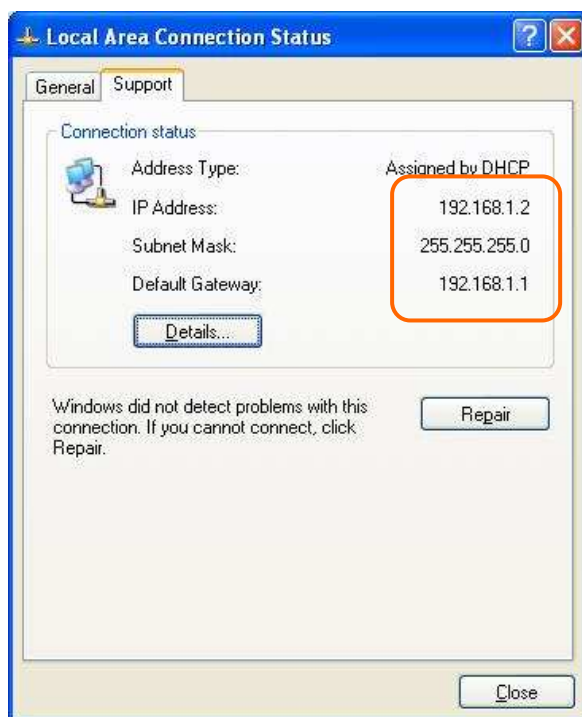 Local Area Connection Status
General Support
Connection status
Address Type: Assigned by DHCP
IP Address: 192.168.1.2
Subnet Mask: 255.255.255.0
Default Gateway: 192.168.1.1
Details...
Windows did not detect problems with this
connection. If you cannot connect, click
Repair.
Repair
Close